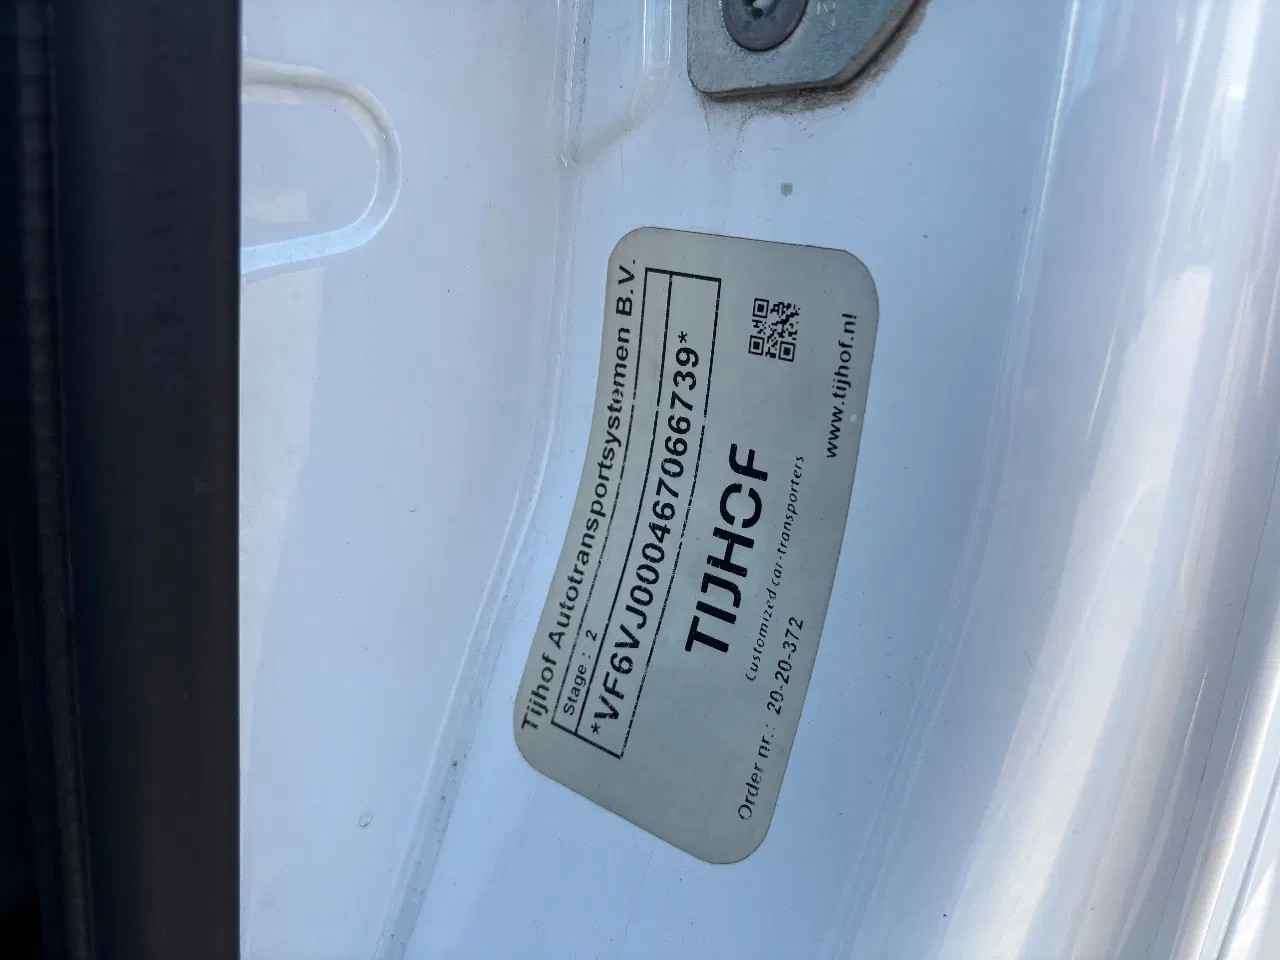 Tijhof Autotransportsystemen B.V.
Stage : 2
*VF6VJ000467066739*
TIJHOF
Customized car-transporters
Order nr.: 20-20-372
www.tijhof.nl